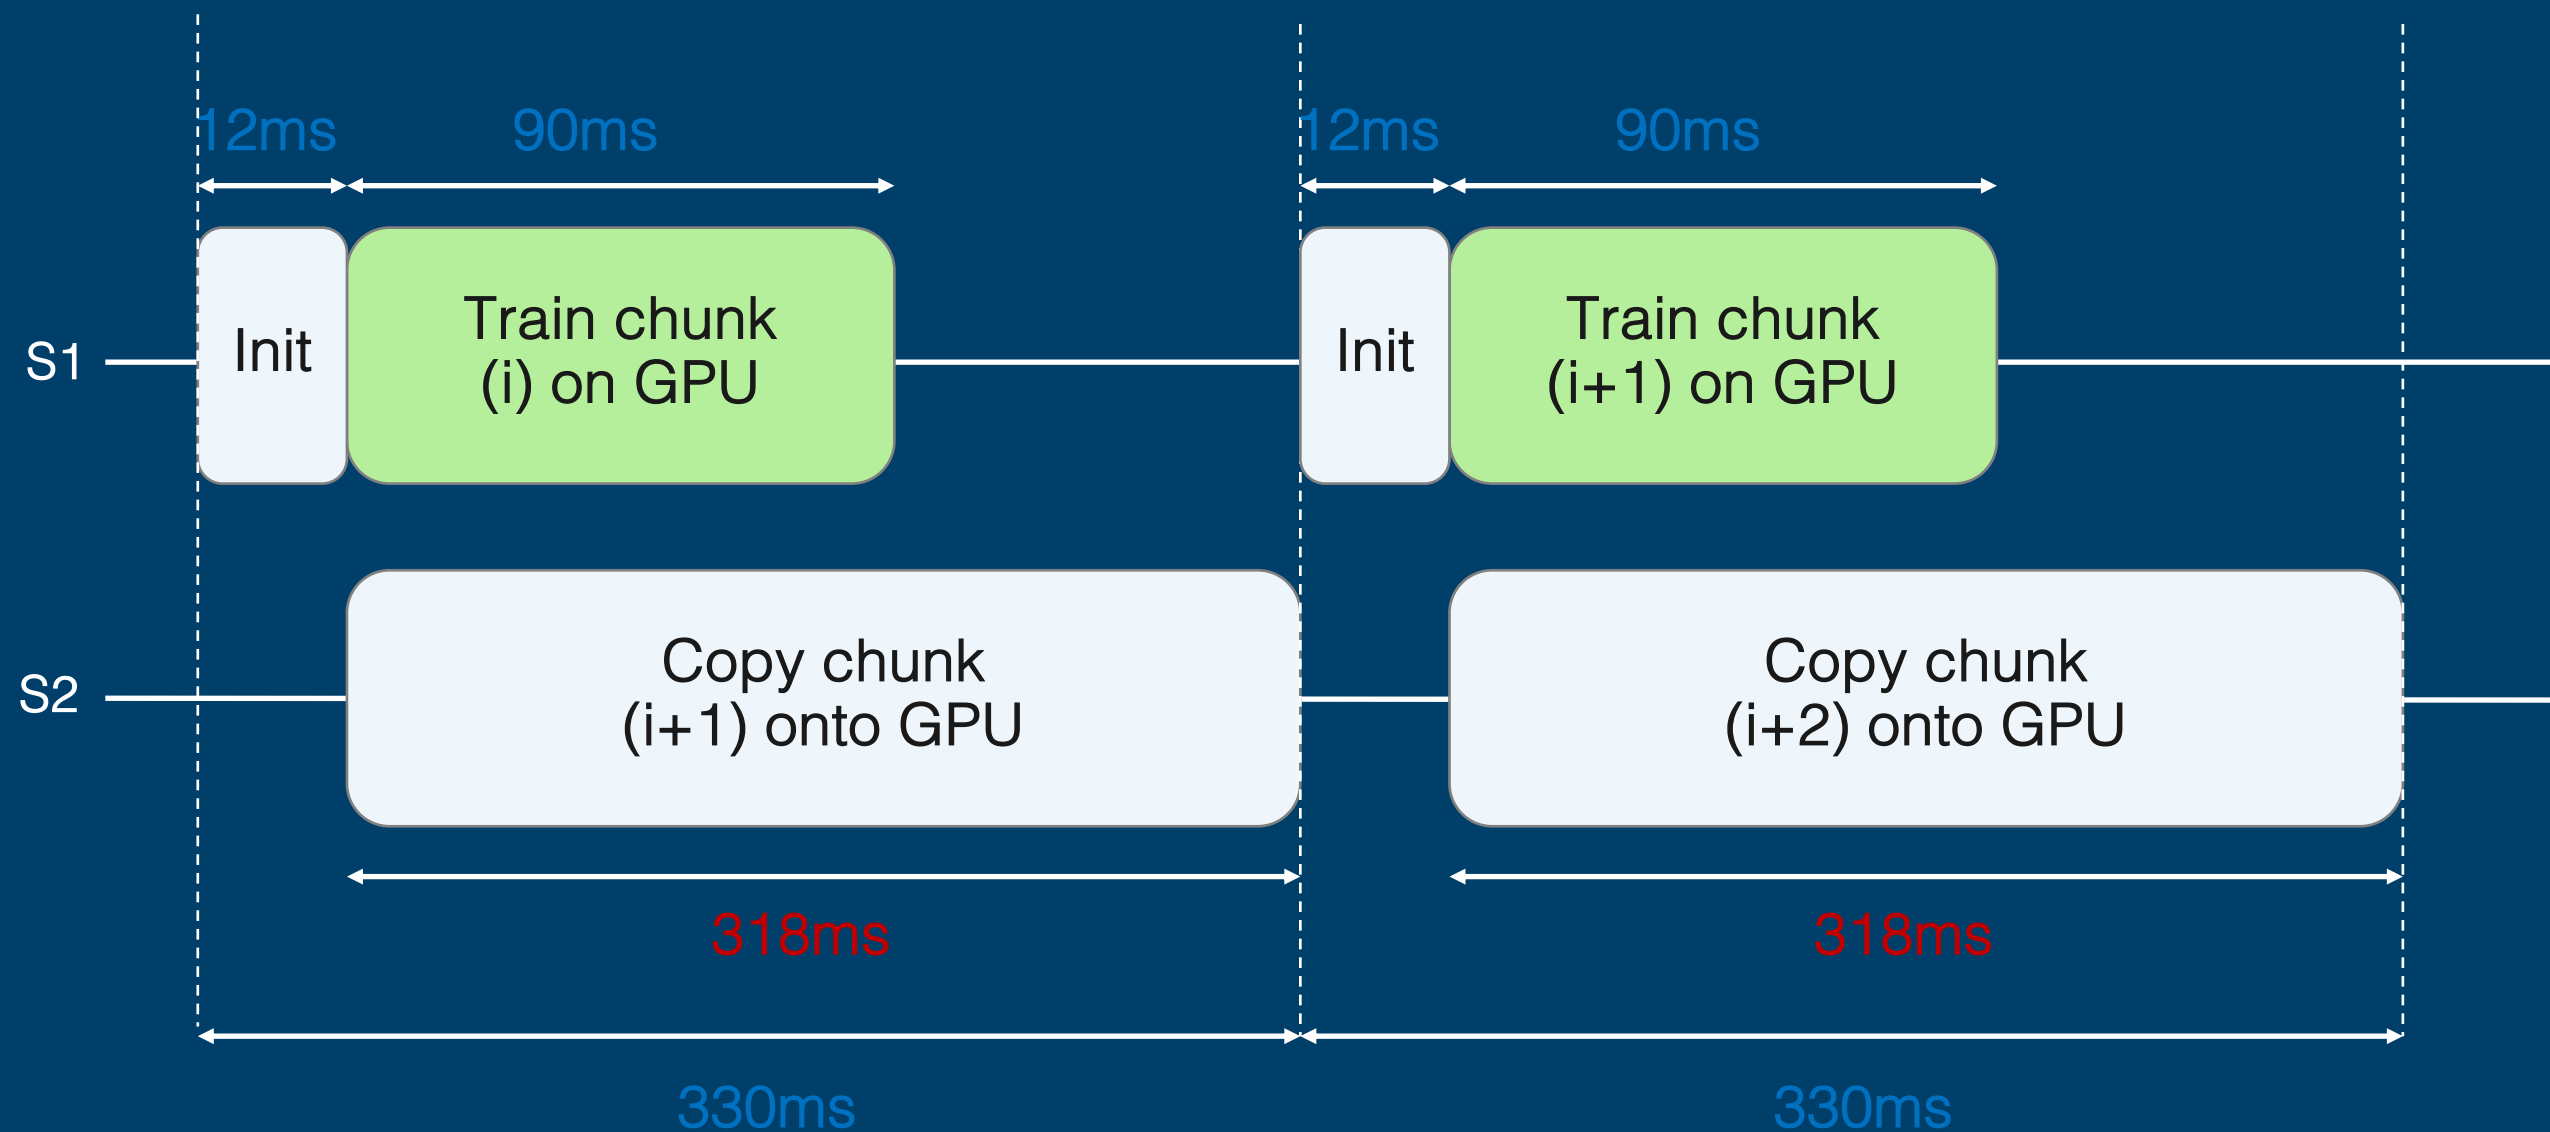 12ms
90ms
12ms
90ms
S1
Init
Train chunk
(i) on GPU
Init
Train chunk
(i+1) on GPU
S2
Copy chunk
(i+1) onto GPU
Copy chunk
(i+2) onto GPU
318ms
318ms
330ms
330ms